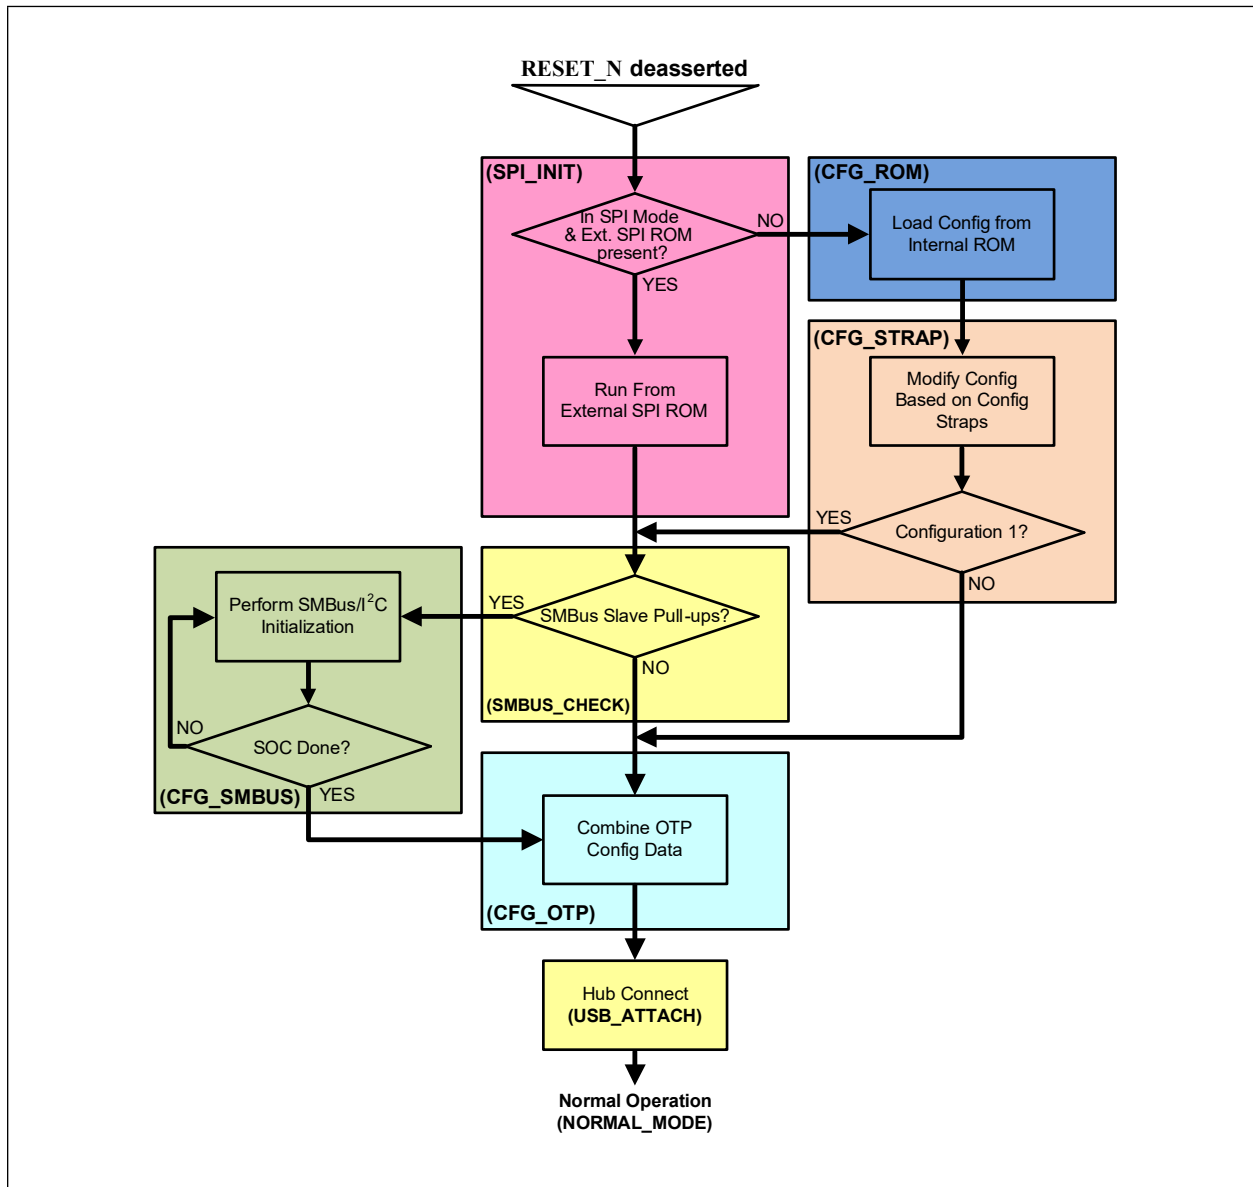 RESET_N deasserted
(SPI_INIT)
In SPI Mode
& Ext. SPI ROM
present?
NO
YES
Run From
External SPI ROM
(CFG_ROM)
Load Config from
Internal ROM
(CFG_STRAP)
Modify Config
Based on Config
Straps
YES
Configuration 1?
NO
Perform SMBus/I²C
Initialization
YES
SMBus Slave Pull-ups?
NO
(SMBUS_CHECK)
NO
SOC Done?
(CFG_SMBUS)
YES
Combine OTP
Config Data
(CFG_OTP)
Hub Connect
(USB_ATTACH)
Normal Operation
(NORMAL_MODE)